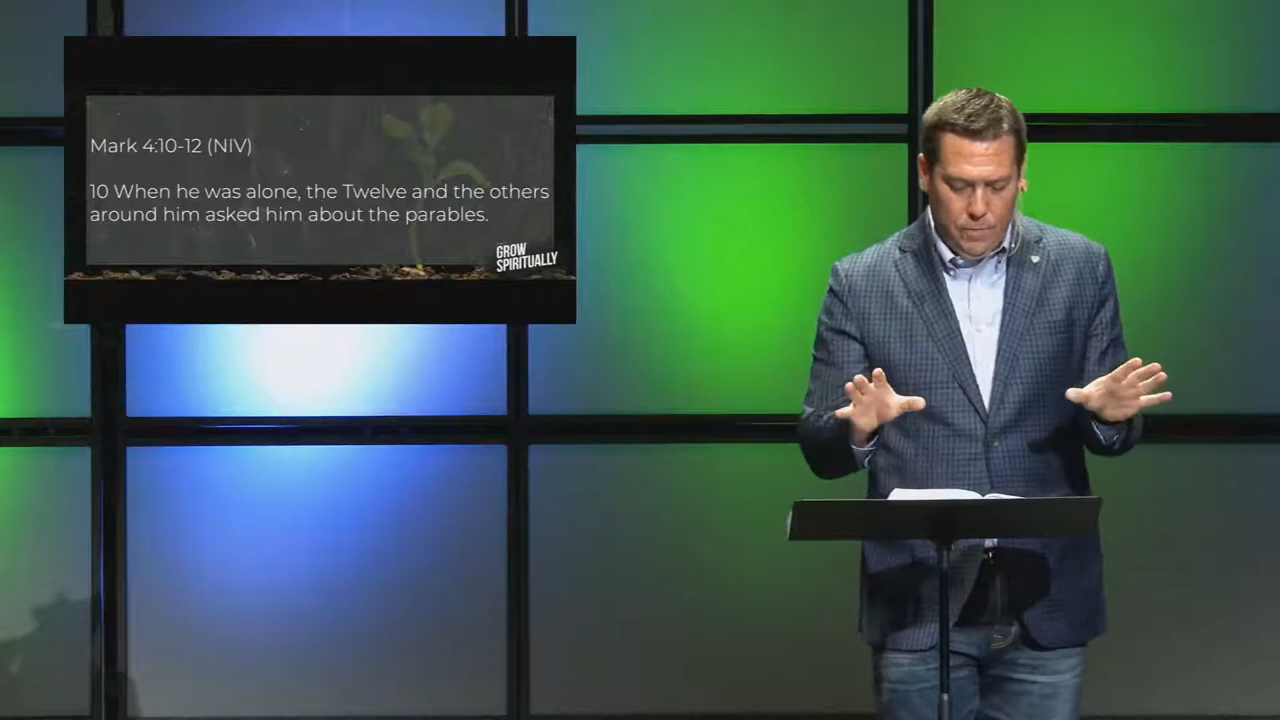 Mark 4:10-12 (NIV)
10 When he was alone, the Twelve and the others
around him asked him about the parables.
GROW
SPIRITUALLY